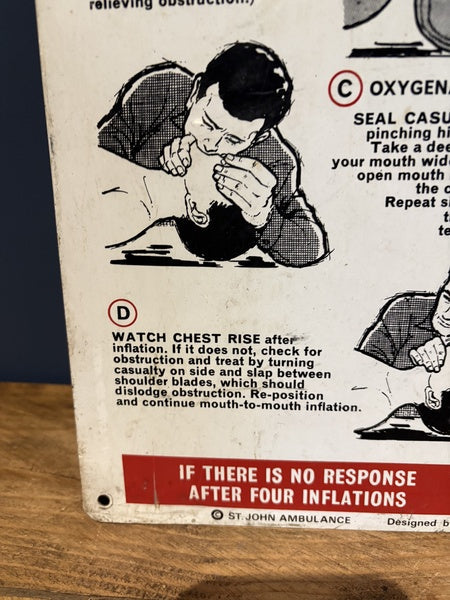 relieving obstruction.)
C OXYGENA
SEAL CASU
pinching hi
Take a dee
your mouth wide
open mouth
the c
Repeat si
t
te
D
WATCH CHEST RISE after
inflation. If it does not, check for
obstruction and treat by turning
casualty on side and slap between
shoulder blades, which should
dislodge obstruction. Re-position
and continue mouth-to-mouth inflation.
IF THERE IS NO RESPONSE
AFTER FOUR INFLATIONS
© ST. JOHN AMBULANCE
Designed b